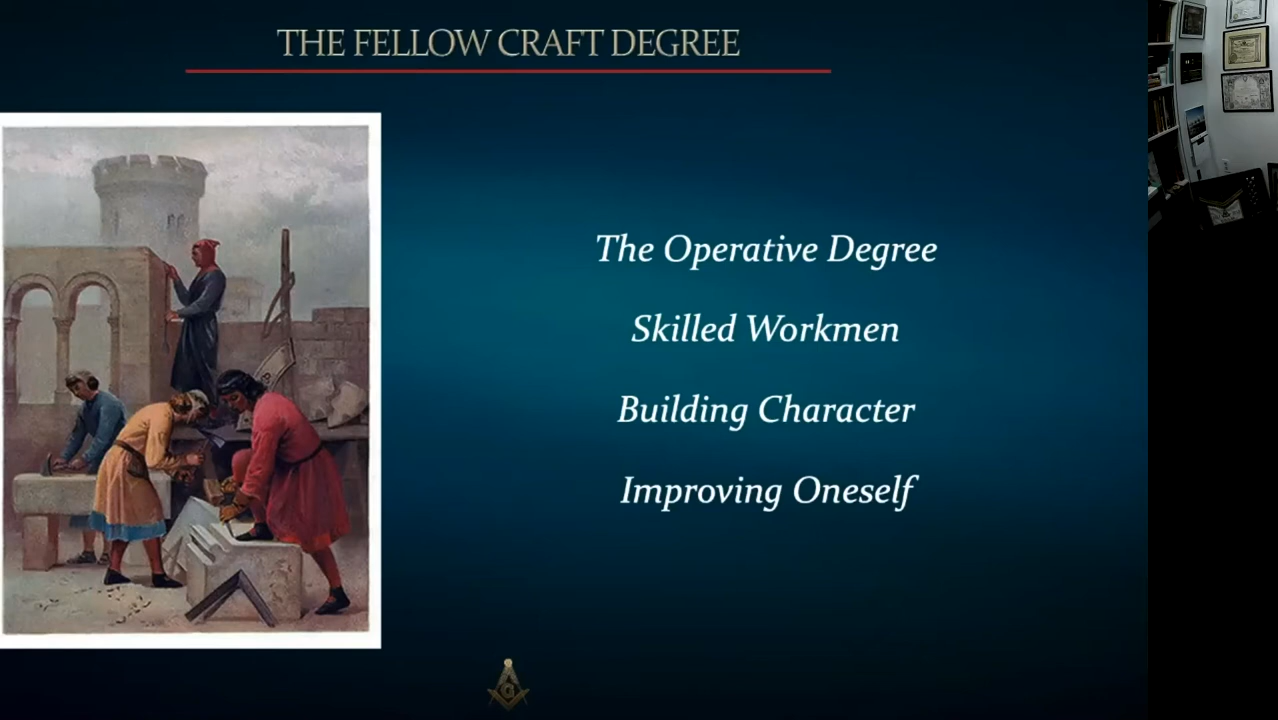 THE FELLOW CRAFT DEGREE
The Operative Degree
Skilled Workmen
Building Character
Improving Oneself
G